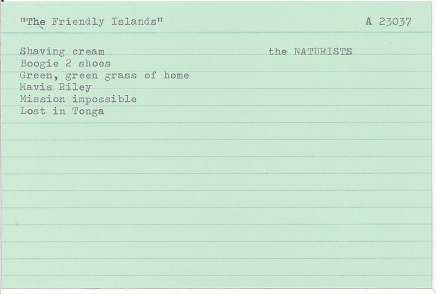 "The Friendly Islands" A 23037
Shaving cream the NATURISTS
Boogie 2 shoes
Green, green grass of home
Mavis Riley
Mission impossible
Lost in Tonga